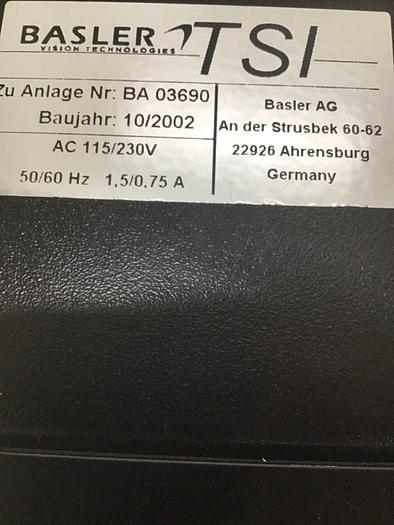 BASLER TSI
VISION TECHNOLOGIES
Zu Anlage Nr: BA 03690
Baujahr: 10/2002
AC 115/230V
50/60 Hz 1,5/0,75 A
Basler AG
An der Strusbek 60-62
22926 Ahrensburg
Germany